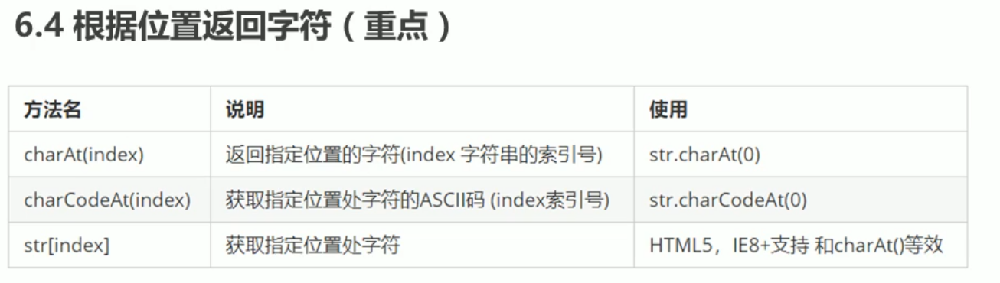 6.4 根据位置返回字符（重点）
方法名 说明 使用
charAt(index) 返回指定位置的字符(index 字符串的索引号) str.charAt(0)
charCodeAt(index) 获取指定位置处字符的ASCII码 (index索引号) str.charCodeAt(0)
str[index] 获取指定位置处字符 HTML5，IE8+支持 和charAt()等效